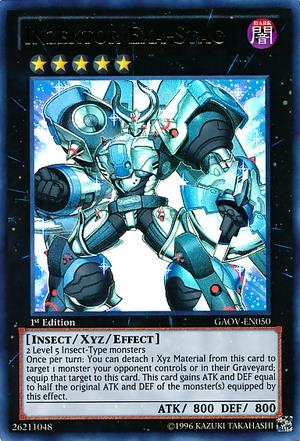 INZEKTOR EXA-STAG
DARK
闇
GAOV-EN050
1st Edition
[INSECT/XYZ/EFFECT]
2 Level 5 Insect-Type monsters
Once per turn: You can detach 1 Xyz Material from this card to
target 1 monster your opponent controls or in their Graveyard;
equip that target to this card. This card gains ATK and DEF equal
to half the original ATK and DEF of the monster(s) equipped by
this effect.
ATK/ 800 DEF/ 800
26211048
©1996 KAZUKI TAKAHASHI